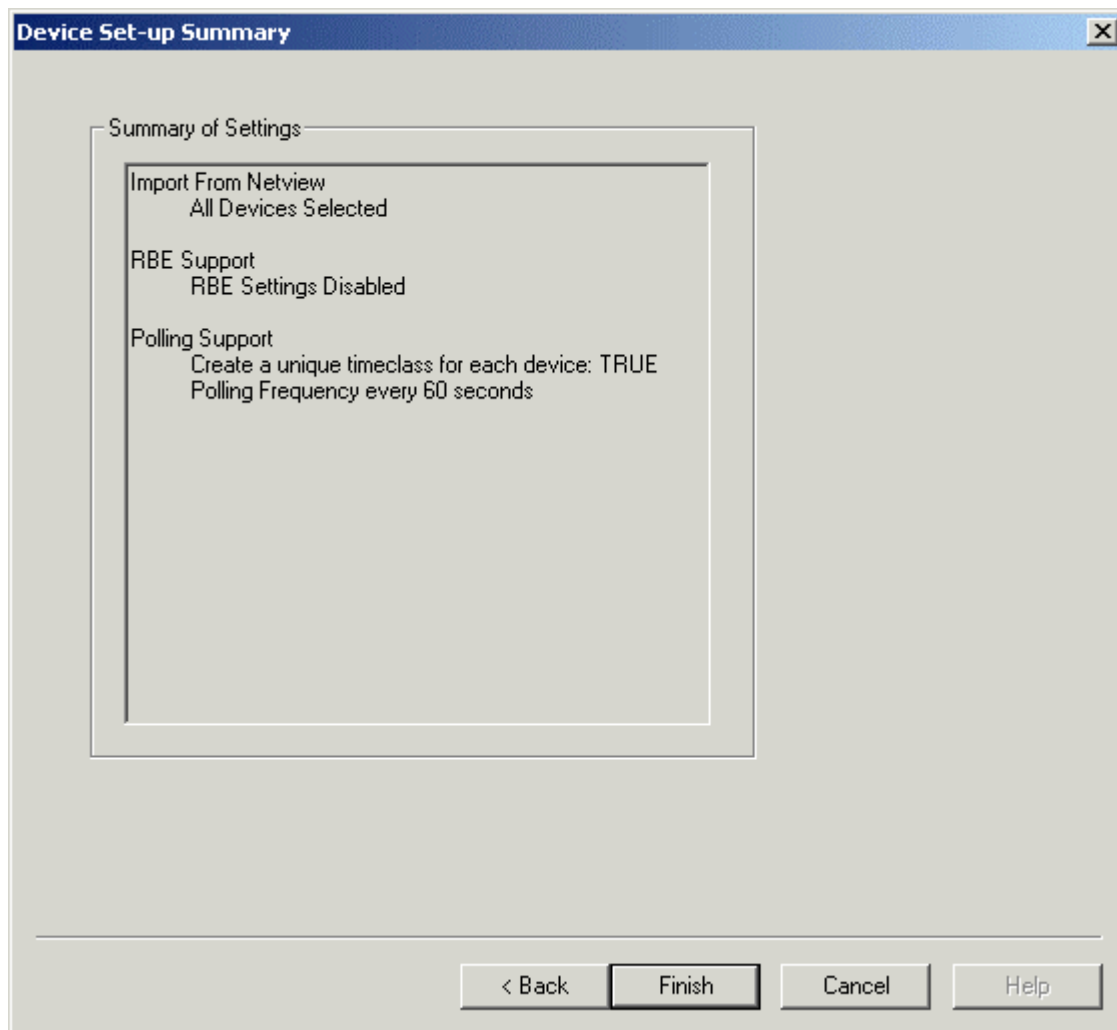 Device Set-up Summary
Summary of Settings
Import From Netview
All Devices Selected
RBE Support
RBE Settings Disabled
Polling Support
Create a unique timeclass for each device: TRUE
Polling Frequency every 60 seconds
< Back Finish Cancel Help